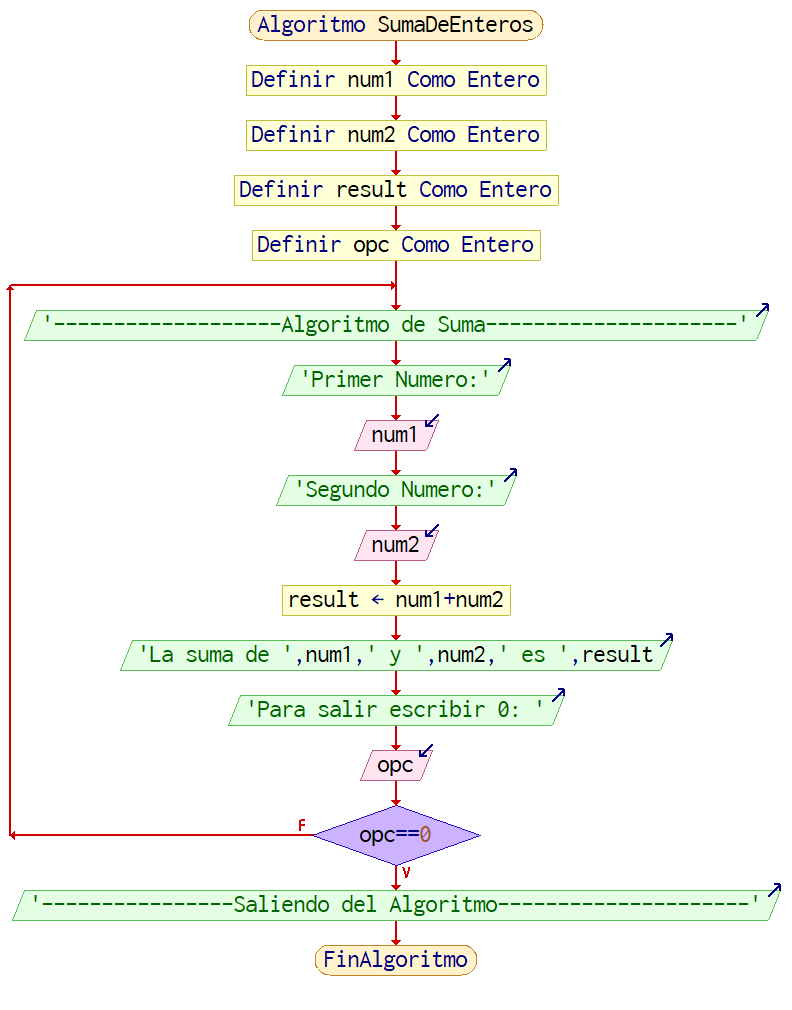 Algoritmo SumaDeEnteros
Definir num1 Como Entero
Definir num2 Como Entero
Definir result Como Entero
Definir opc Como Entero
'-------------------Algoritmo de Suma---------------------'
'Primer Numero:'
num1
'Segundo Numero:'
num2
result ← num1+num2
'La suma de ',num1,' y ',num2,' es ',result
'Para salir escribir 0: '
opc
opc==0
F
V
'----------------Saliendo del Algoritmo---------------------'
FinAlgoritmo